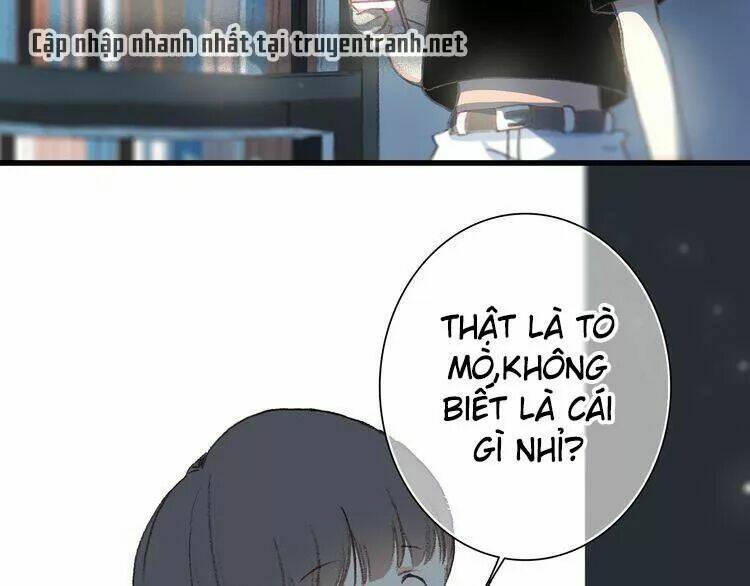 Cập nhập nhanh nhất tại truyentranh.net
THẬT LÀ TÒ
MÒ,KHÔNG
BIẾT LÀ CÁI
GÌ NHỈ?